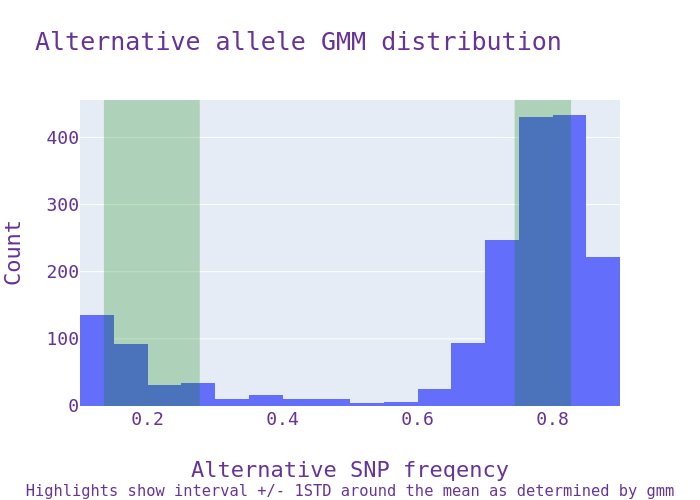 Alternative allele GMM distribution
400
300
200
100
0
Count
0.2
0.4
0.6
0.8
Alternative SNP freqency
Highlights show interval +/- 1STD around the mean as determined by gmm